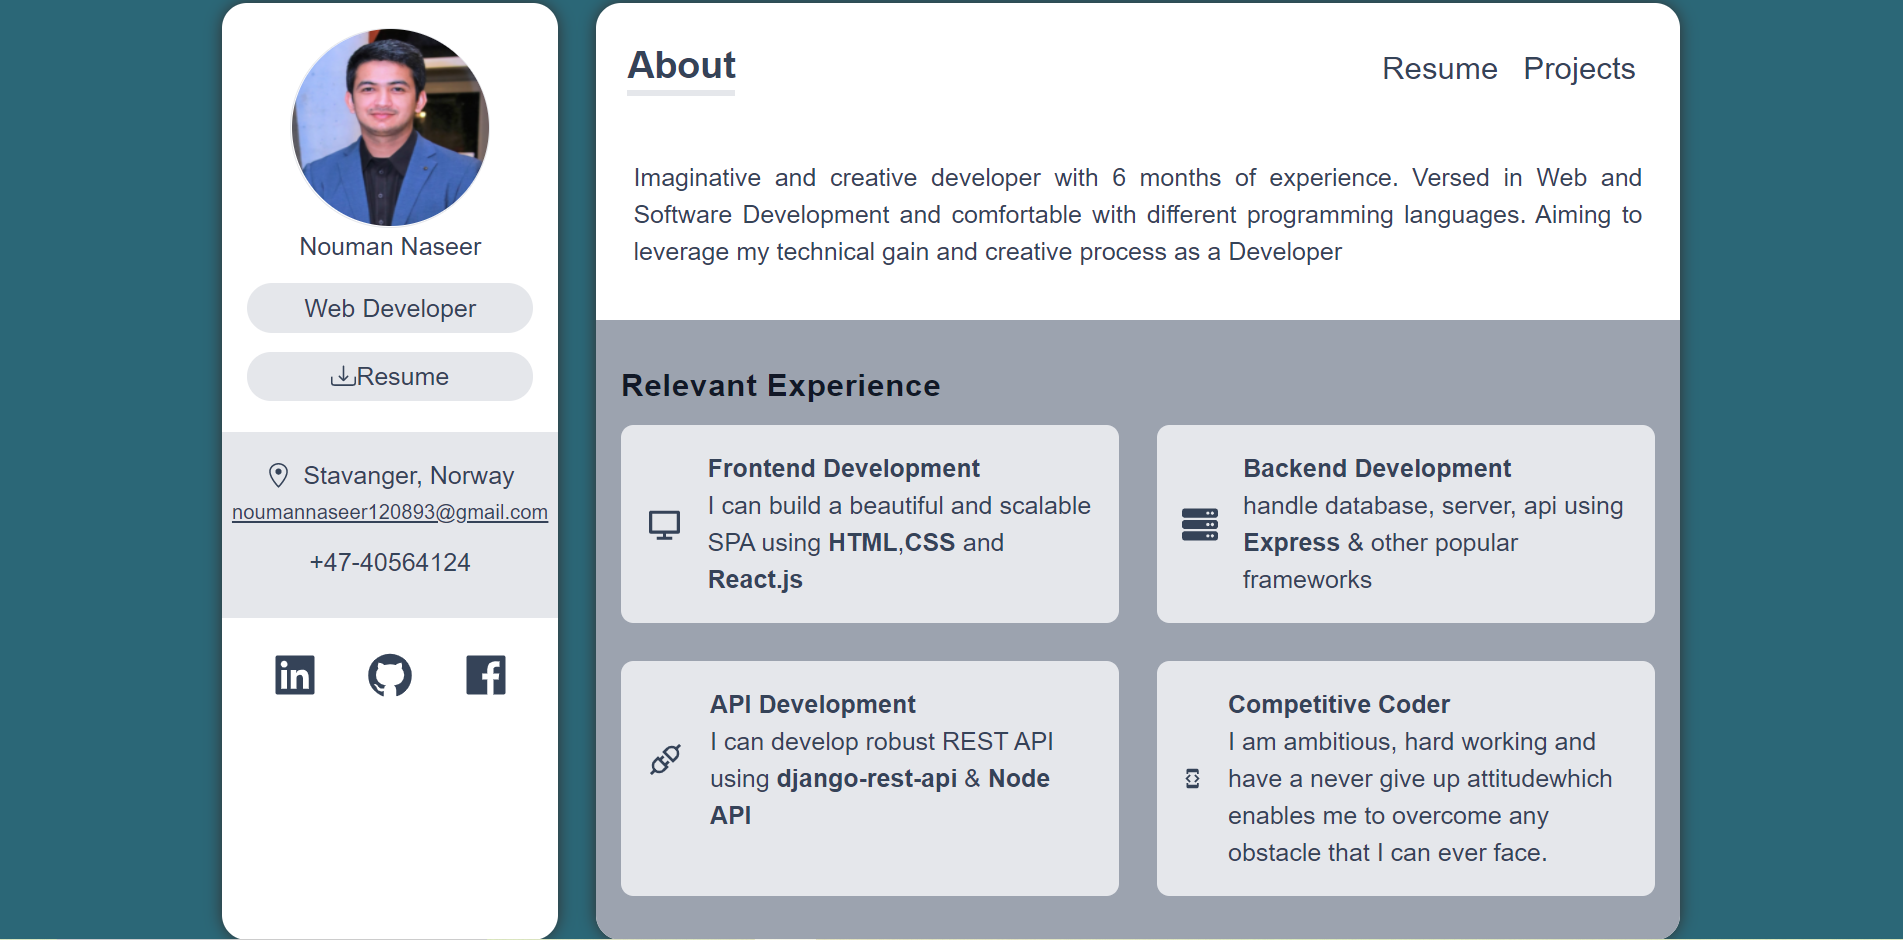 Nouman Naseer
Web Developer
Resume
Stavanger, Norway
noumannaseer120893@gmail.com
+47-40564124
in
About
Resume Projects
Imaginative and creative developer with 6 months of experience. Versed in Web and
Software Development and comfortable with different programming languages. Aiming to
leverage my technical gain and creative process as a Developer
Relevant Experience
Frontend Development
I can build a beautiful and scalable
SPA using HTML,CSS and
React.js
Backend Development
handle database, server, api using
Express & other popular
frameworks
API Development
I can develop robust REST API
using django-rest-api & Node
API
Competitive Coder
I am ambitious, hard working and
have a never give up attitudewhich
enables me to overcome any
obstacle that I can ever face.